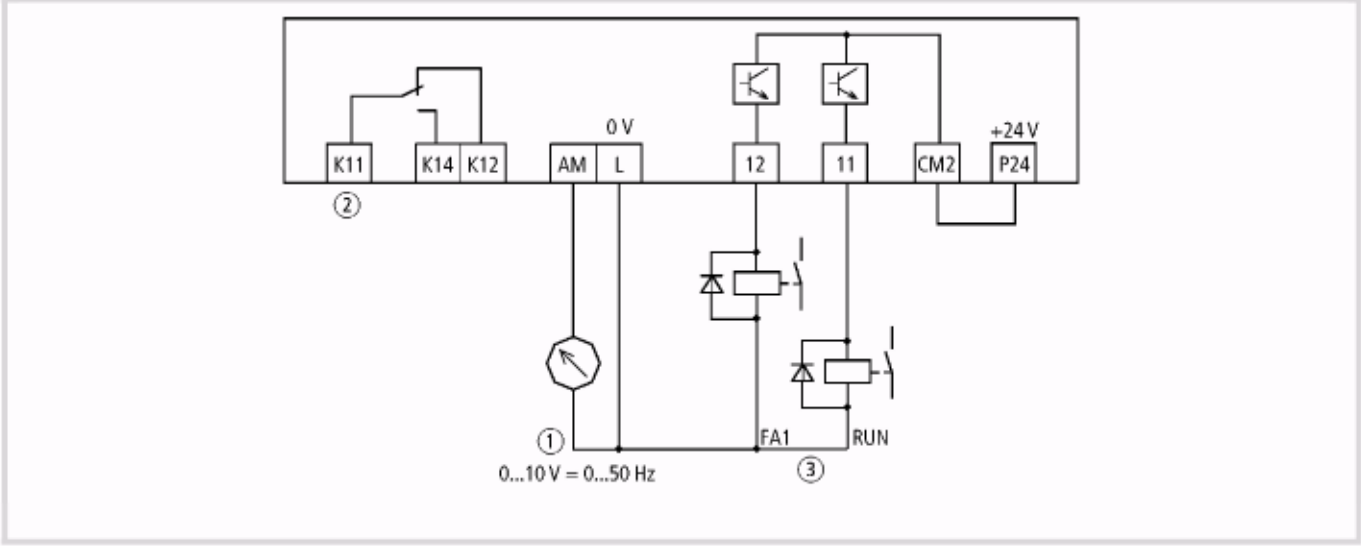 0 V
+24 V
K11 K14 K12 AM L 12 11 CM2 P24
②
① FA1 RUN
0...10 V = 0...50 Hz ③